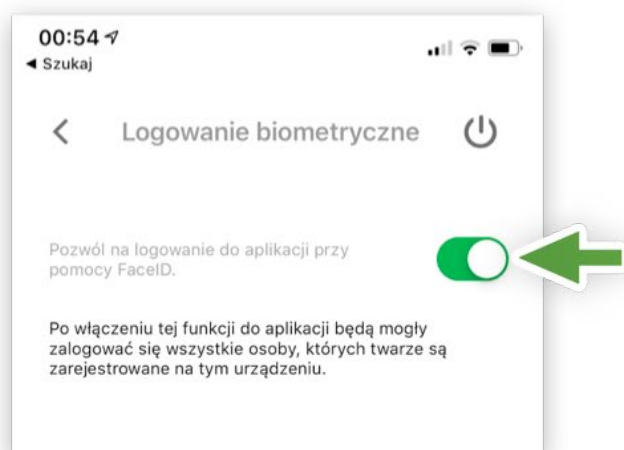 00:54
◀ Szukaj
Logowanie biometryczne
Pozwól na logowanie do aplikacji przy
pomocy FaceID.
Po włączeniu tej funkcji do aplikacji będą mogły
zalogować się wszystkie osoby, których twarze są
zarejestrowane na tym urządzeniu.